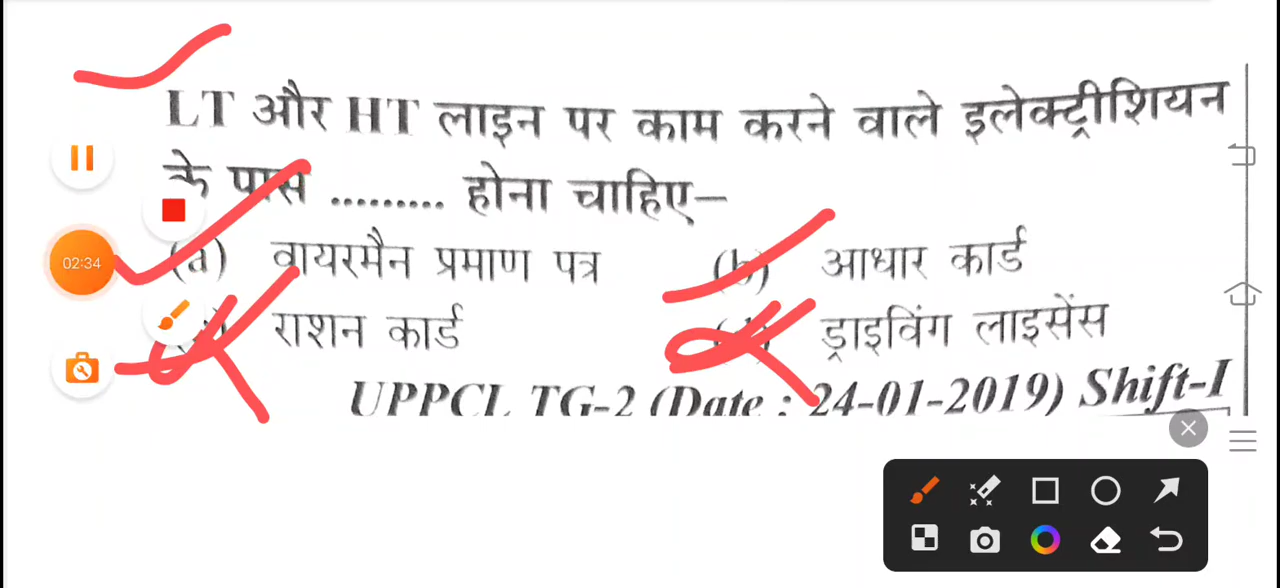 LT और HT लाइन पर काम करने वाले इलेक्ट्रीशियन
के पास ......... होना चाहिए–
(a) वायरमैन प्रमाण पत्र (b) आधार कार्ड
राशन कार्ड (d) ड्राइविंग लाइसेंस
UPPCL TG-2 (Date : 24-01-2019) Shift-I
02:34